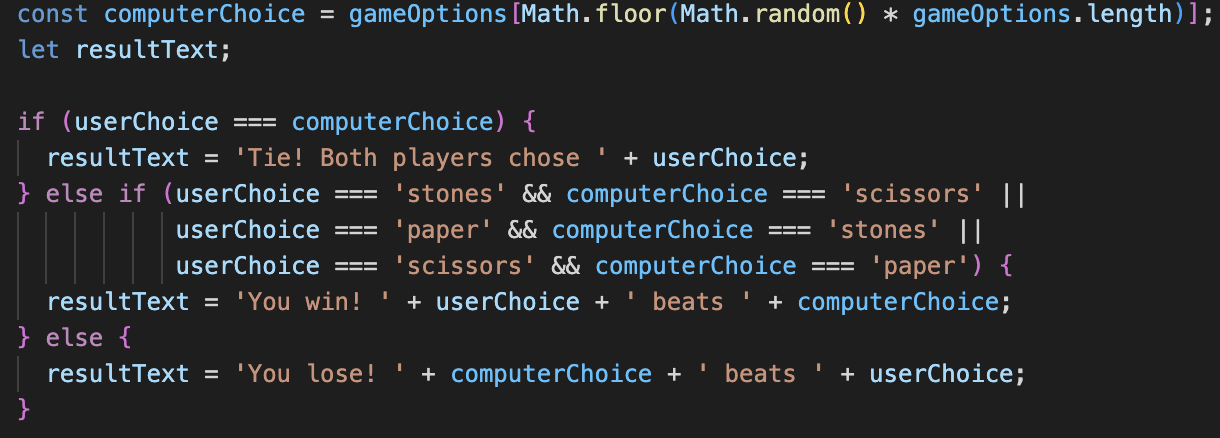 const computerChoice = gameOptions[Math.floor(Math.random() * gameOptions.length)];
let resultText;

if (userChoice === computerChoice) {
  resultText = 'Tie! Both players chose ' + userChoice;
} else if (userChoice === 'stones' && computerChoice === 'scissors' ||
           userChoice === 'paper' && computerChoice === 'stones' ||
           userChoice === 'scissors' && computerChoice === 'paper') {
  resultText = 'You win! ' + userChoice + ' beats ' + computerChoice;
} else {
  resultText = 'You lose! ' + computerChoice + ' beats ' + userChoice;
}